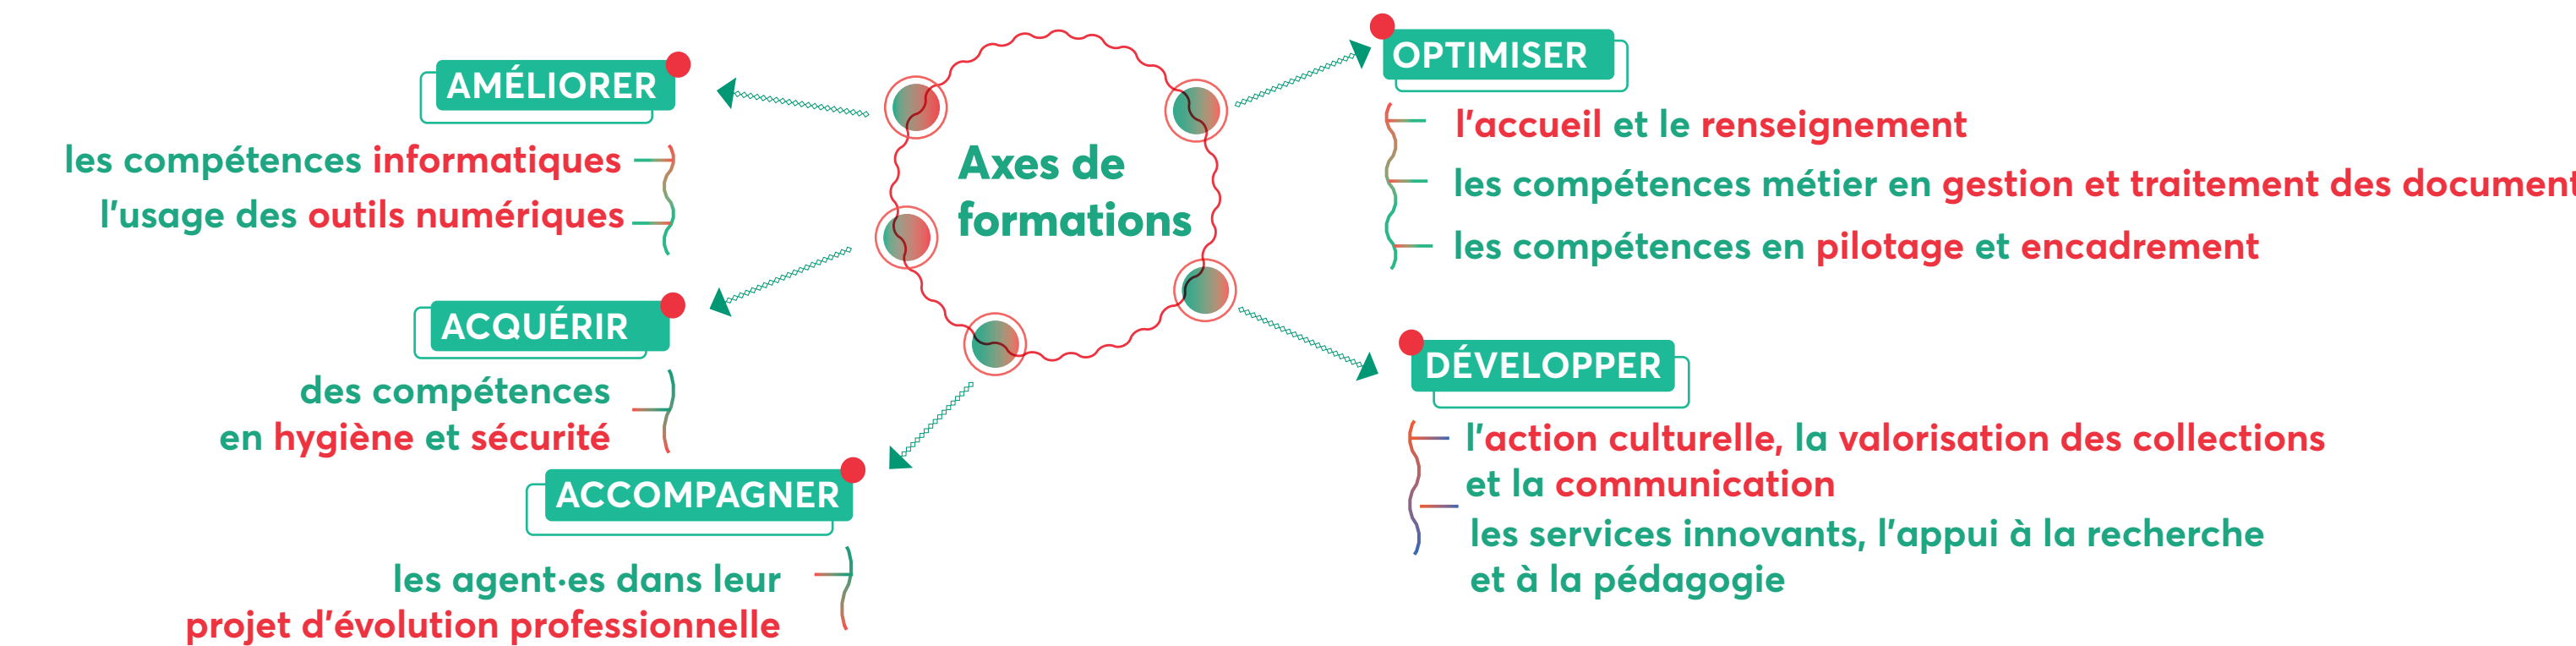 Axes de
formations
AMÉLIORER
les compétences informatiques
l'usage des outils numériques
ACQUÉRIR
des compétences
en hygiène et sécurité
ACCOMPAGNER
les agent·es dans leur
projet d'évolution professionnelle
OPTIMISER
l'accueil et le renseignement
les compétences métier en gestion et traitement des document
les compétences en pilotage et encadrement
DÉVELOPPER
l'action culturelle, la valorisation des collections
et la communication
les services innovants, l'appui à la recherche
et à la pédagogie